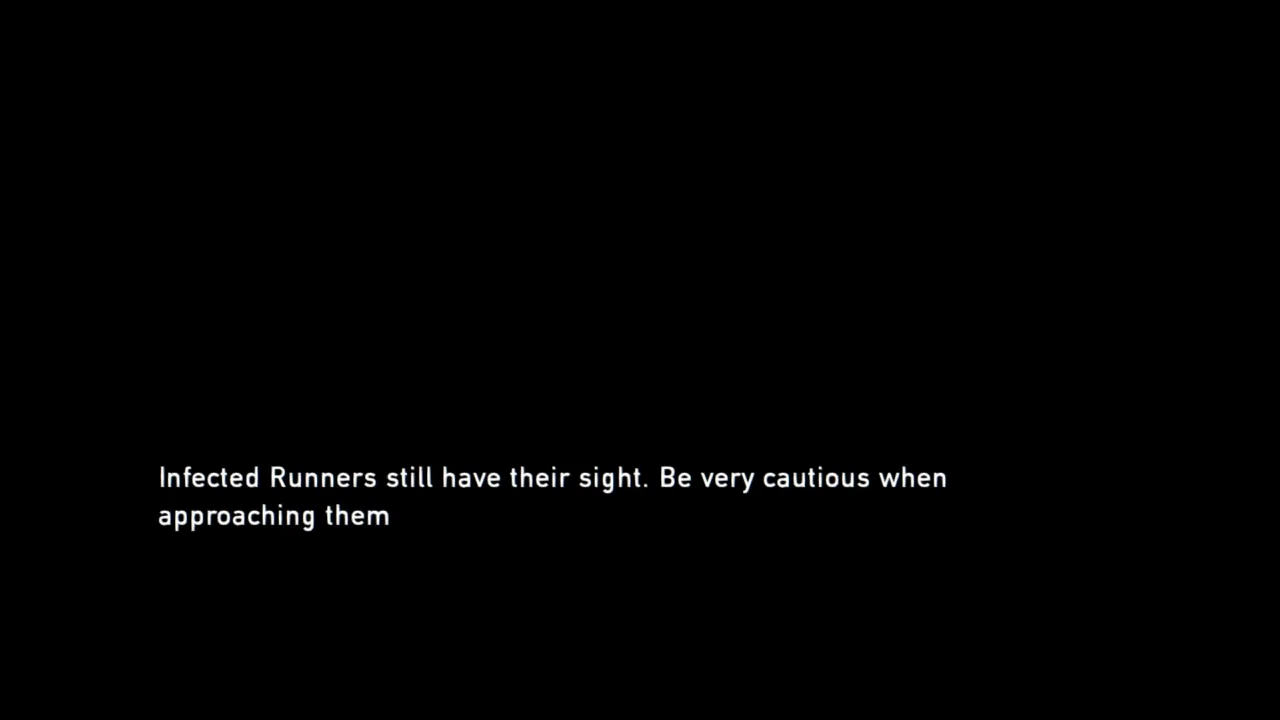 Infected Runners still have their sight. Be very cautious when
approaching them